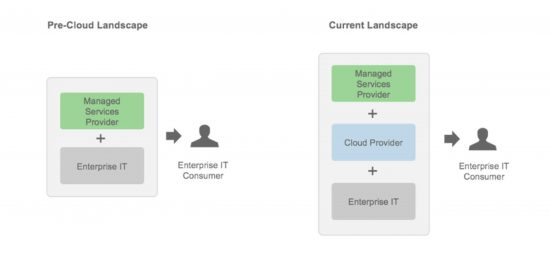 Pre-Cloud Landscape
Managed
Services
Provider
+
Enterprise IT
Enterprise IT
Consumer
Current Landscape
Managed
Services
Provider
+
Cloud Provider
+
Enterprise IT
Enterprise IT
Consumer